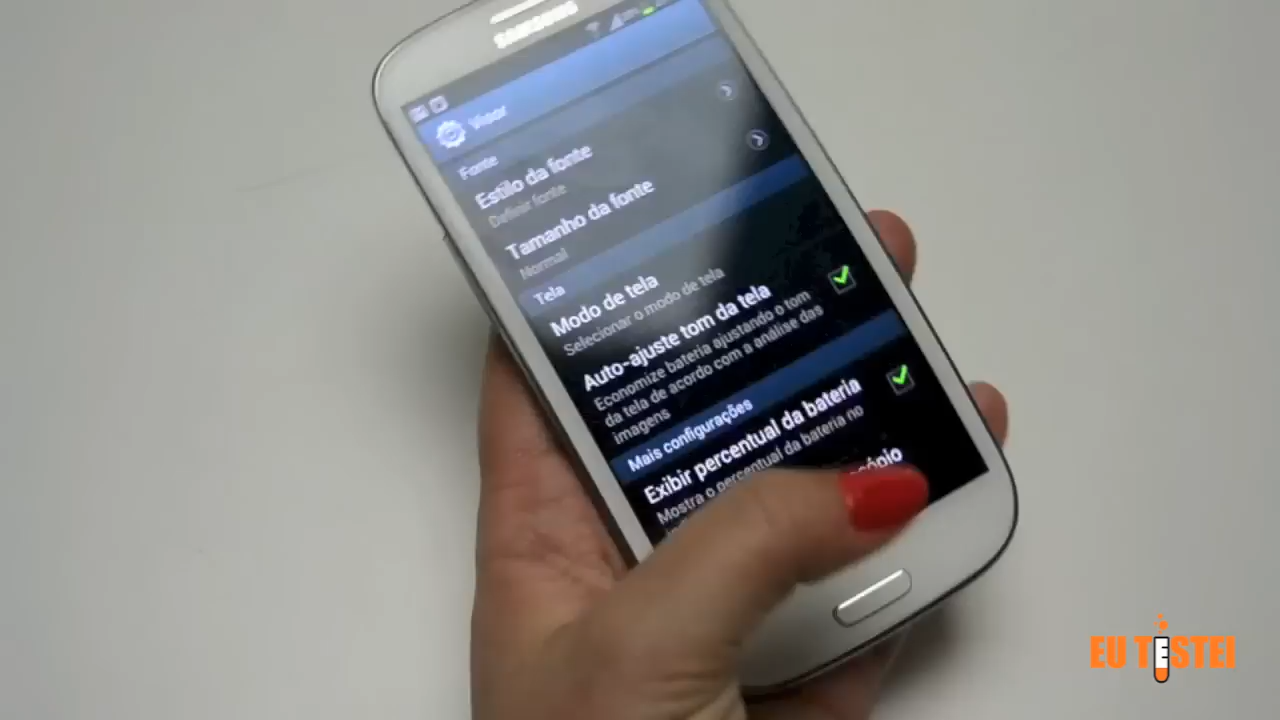 SAMSUNG
Visor
Fonte
Estilo da fonte
Definir fonte
Tamanho da fonte
Normal
Tela
Modo de tela
Selecionar o modo de tela
Auto-ajuste tom da tela
Economize bateria ajustando o tom
da tela de acordo com a análise das
imagens
Mais configurações
Exibir percentual da bateria
Mostra o percentual da bateria no
EU TESTEI